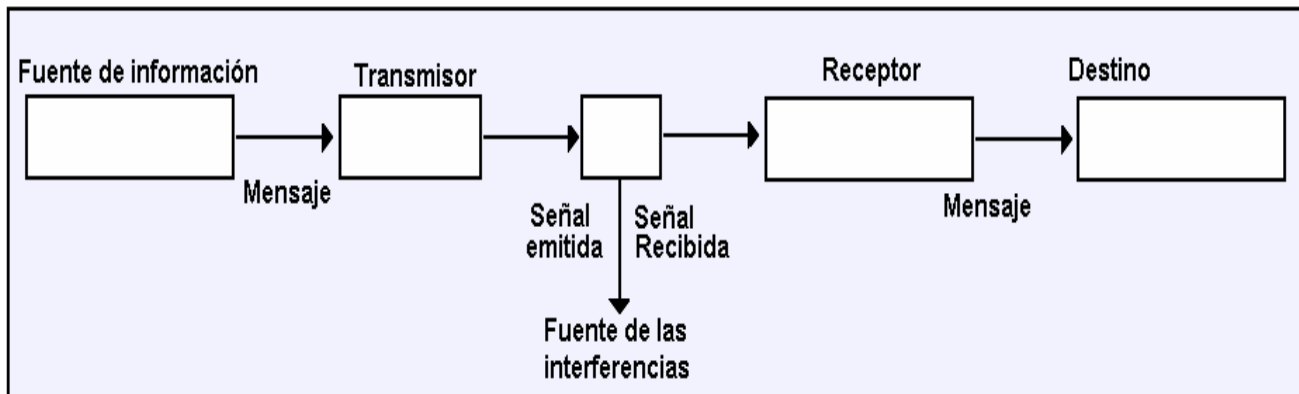 Fuente de información
Transmisor
Receptor
Destino
Mensaje
Señal
emitida
Señal
Recibida
Mensaje
Fuente de las
interferencias